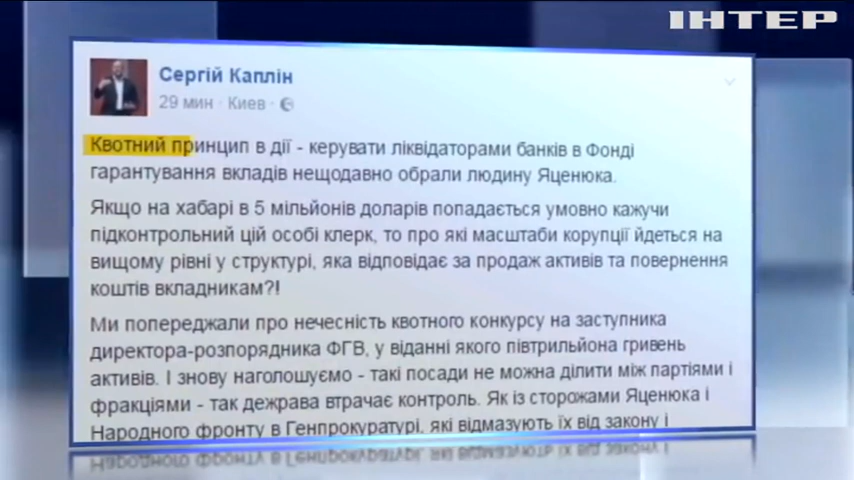 ІНТЕР
Сергій Каплін
29 мин · Киев ·
Квотний принцип в дії - керувати ліквідаторами банків в Фонді
гарантування вкладів нещодавно обрали людину Яценюка.
Якщо на хабарі в 5 мільйонів доларів попадається умовно кажучи
підконтрольний цій особі клерк, то про які масштаби корупції йдеться на
вищому рівні у структурі, яка відповідає за продаж активів та повернення
коштів вкладникам?!
Ми попереджали про нечесність квотного конкурсу на заступника
директора-розпорядника ФГВ, у віданні якого півтрильйона гривень
активів. І знову наголошуємо - такі посади не можна ділити між партіями і
фракціями - так держрава втрачає контроль. Як із сторожами Яценюка і
Народного фронту в Генпрокуратурі, які відмазують їх від закону і